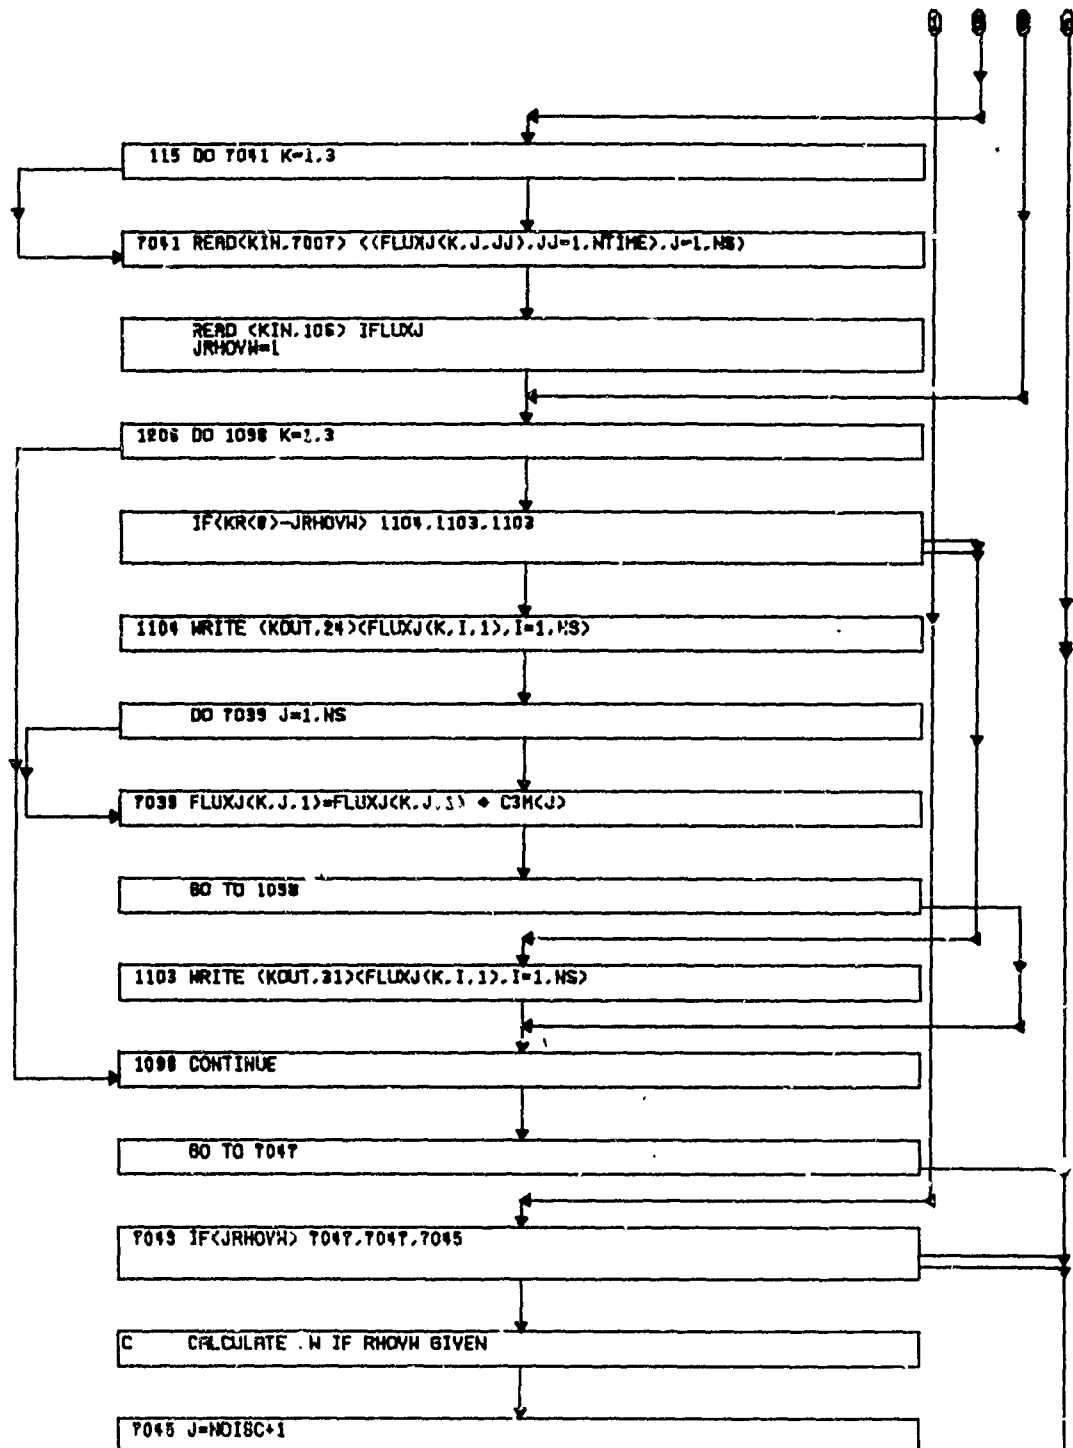 115 DO 7041 K=1,3
7041 READ(KIN,7007) ((FLUXJ(K,J,JJ),JJ=1,NTIME),J=1,NS)
READ (KIN,106) IFLUXJ
JRHOVW=1
1206 DO 1098 K=1,3
IF(KR(8)-JRHOVW) 1104,1103,1103
1104 WRITE (KOUT,24)(FLUXJ(K,I,1),I=1,NS)
DO 7039 J=1,NS
7039 FLUXJ(K,J,1)=FLUXJ(K,J,1) * C3M(J)
GO TO 1098
1103 WRITE (KOUT,31)(FLUXJ(K,I,1),I=1,NS)
1098 CONTINUE
GO TO 7047
7043 IF(JRHOVW) 7047,7047,7045
C CALCULATE . W IF RHOVW GIVEN
7045 J=NDISC+1